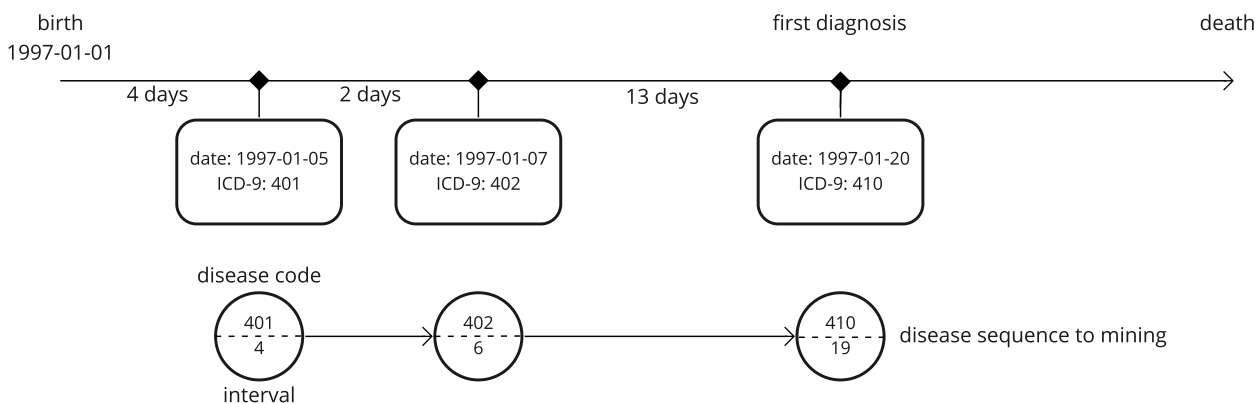 birth
1997-01-01
first diagnosis
death
4 days
2 days
13 days
date: 1997-01-05
ICD-9: 401
date: 1997-01-07
ICD-9: 402
date: 1997-01-20
ICD-9: 410
disease code
401
4
402
6
410
19
disease sequence to mining
interval